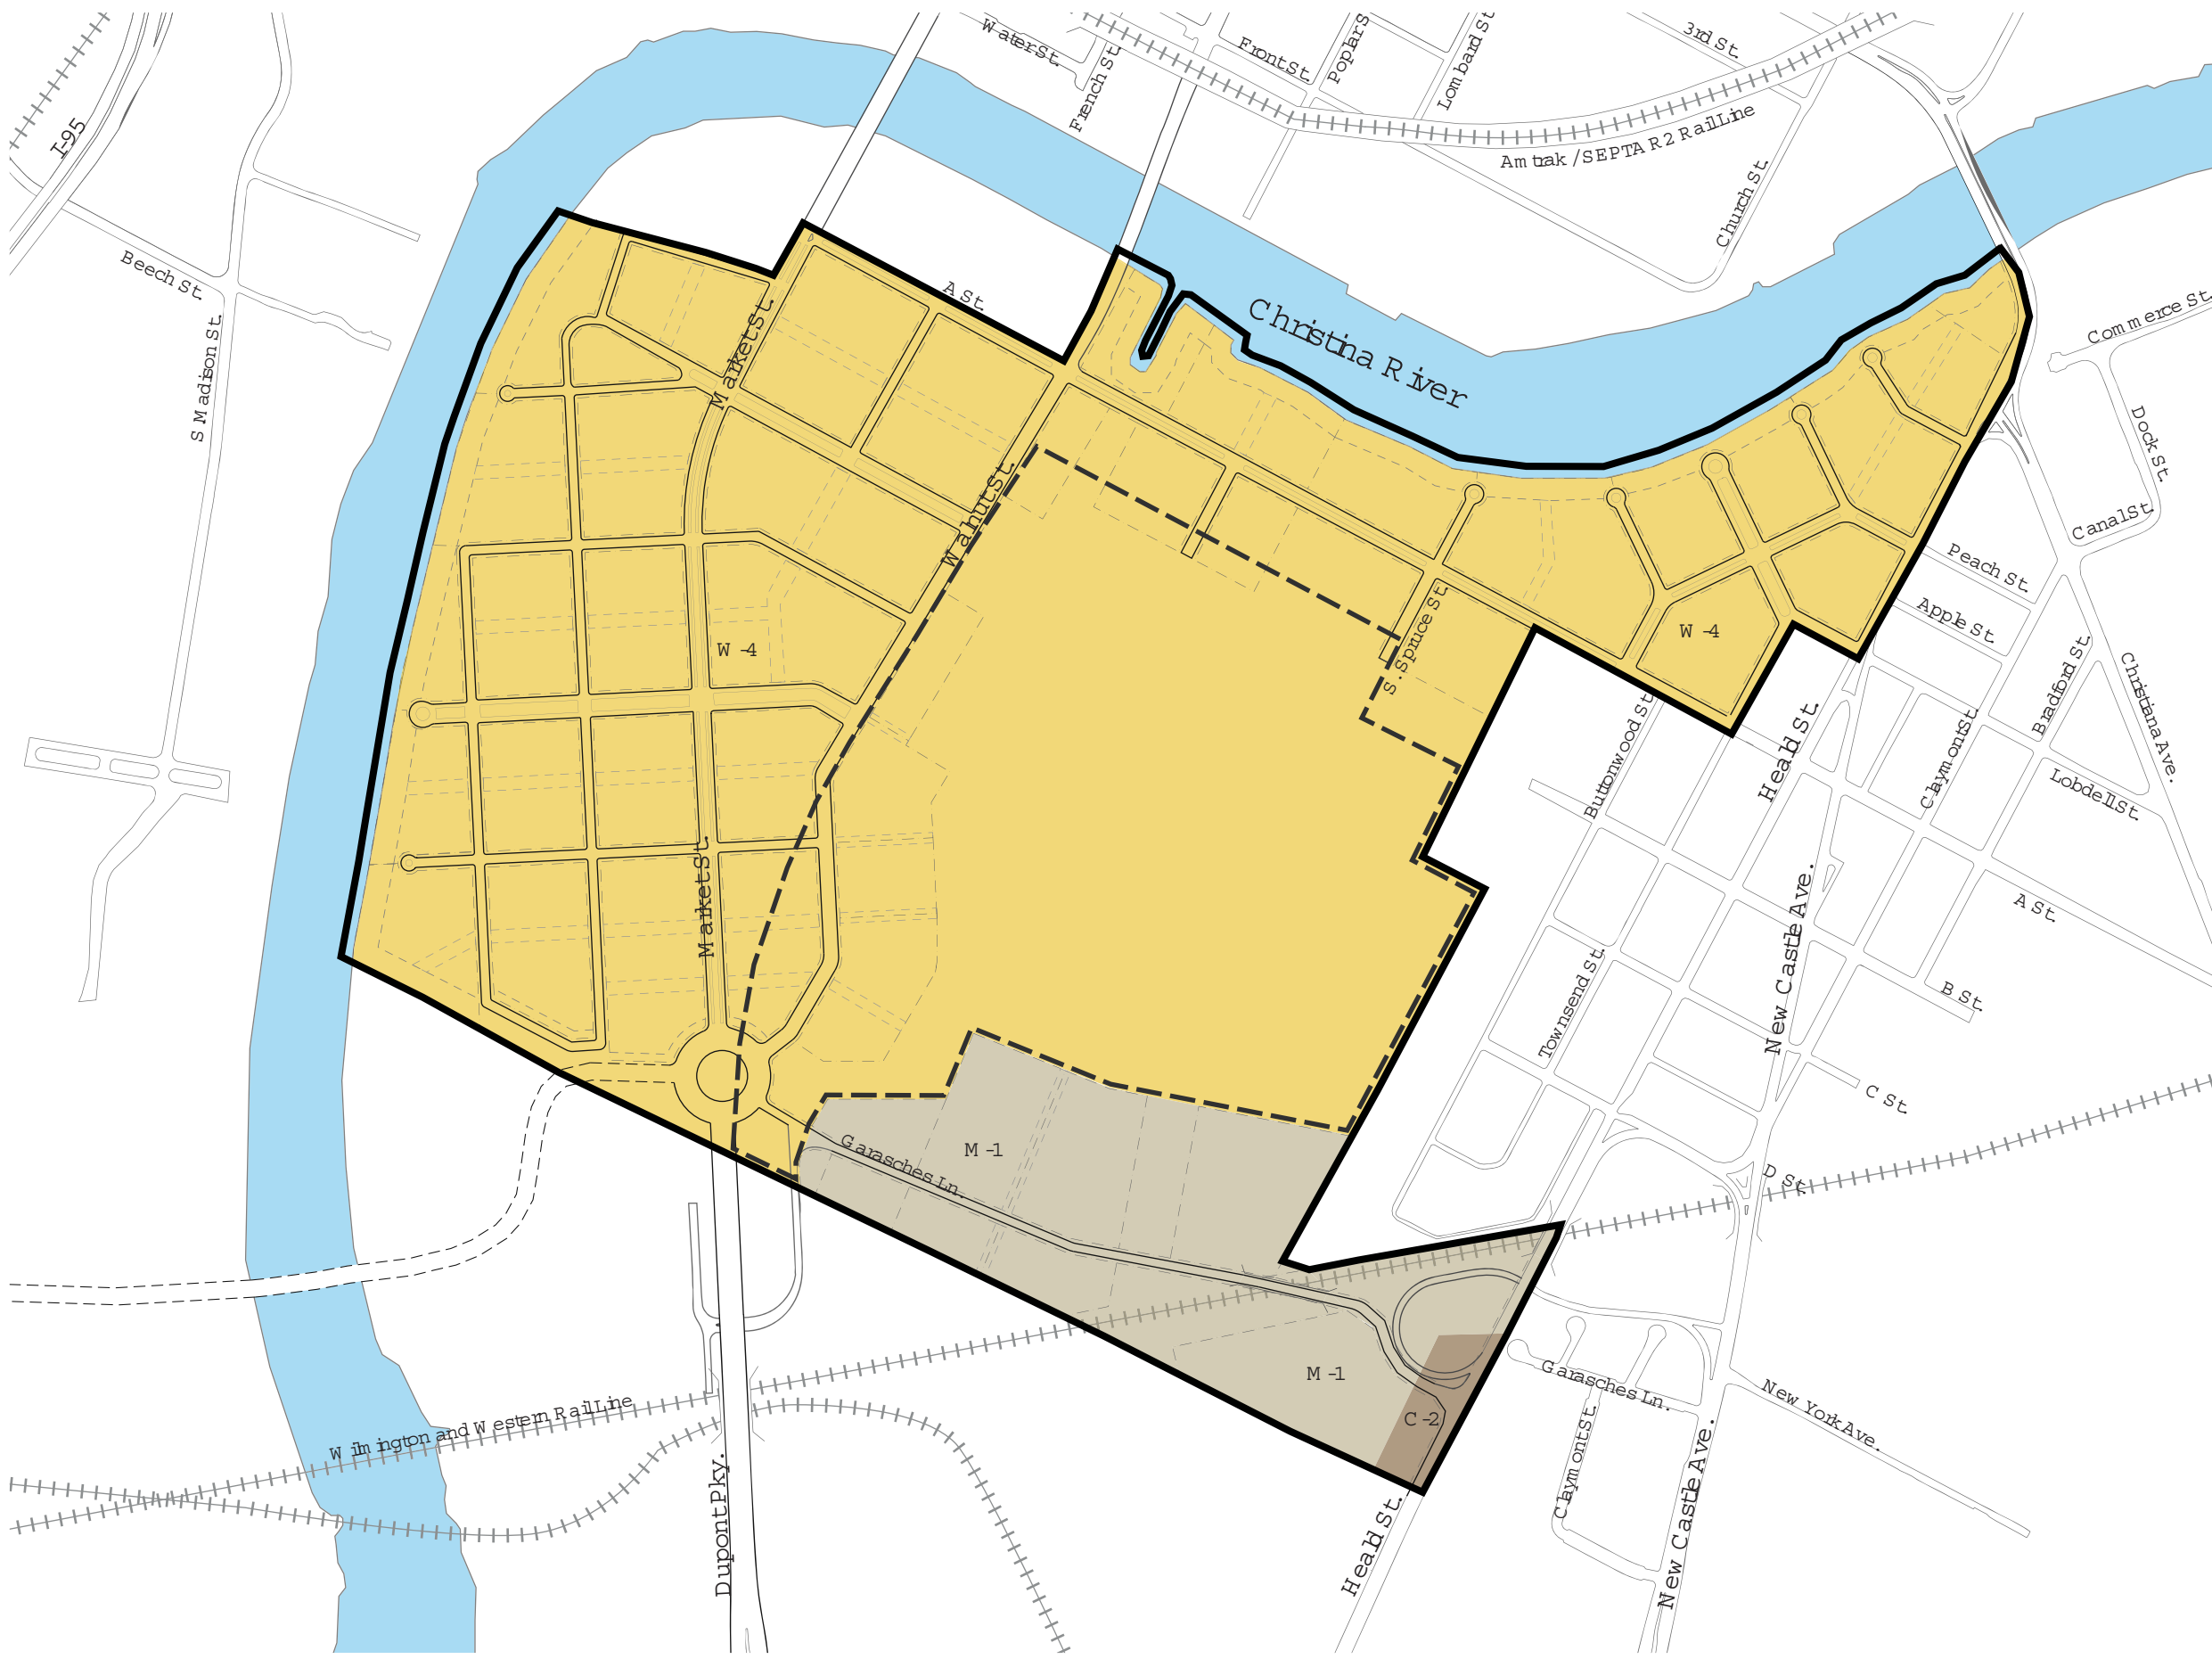 Water St.
French St.
Front St.
Poplar S
Lombard St.
3rd St.
I-95
Amtrak / SEPTA R2 Rail Line
Church St.
Beech St.
S Madison St.
A St.
Market St.
Christina River
Commerce St.
Dock St.
Canal St.
Walnut St.
Peach St.
Apple St.
W-4
W-4
S. Spruce St.
Bradford St
Christiana Ave.
Buttonwood St.
Heald St.
Claymont St.
Lobdell St.
Market St.
New Castle Ave.
A St.
Townsend St.
B St.
C St.
Garasches Ln.
M-1
D St.
M-1
C-2
Garasches Ln.
New York Ave.
Wilmington and Western Rail Line
Claymont St.
Dupont Pky.
Heald St.
New Castle Ave.